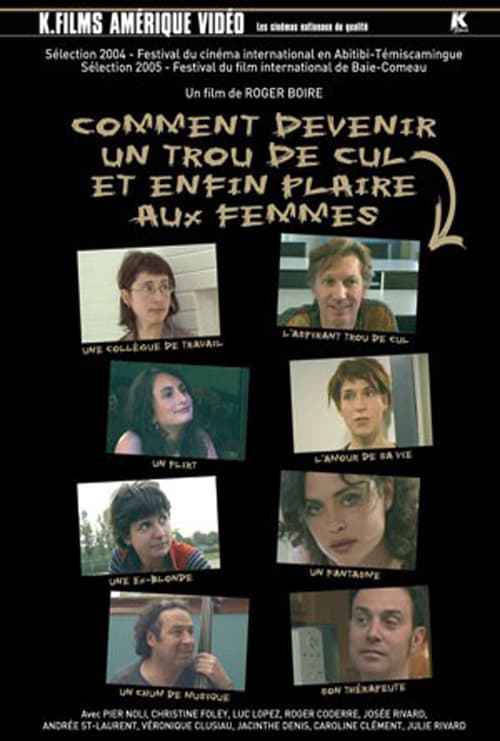 K.FILMS AMÉRIQUE VIDÉO Les cinémas nationaux de qualité K films
Sélection 2004 - Festival du cinéma international en Abitibi-Témiscamingue
Sélection 2005 - Festival du film international de Baie-Comeau
Un film de ROGER BOIRE
COMMENT DEVENIR
UN TROU DE CUL
ET ENFIN PLAIRE
AUX FEMMES
UNE COLLÈGUE DE TRAVAIL
L'ASPIRANT TROU DE CUL
UN FLIRT
L'AMOUR DE SA VIE
UNE EX-BLONDE
UN FANTASME
UN CHUM DE MUSIQUE
SON THÉRAPEUTE
Avec PIER NOLI, CHRISTINE FOLEY, LUC LOPEZ, ROGER CODERRE, JOSÉE RIVARD,
ANDRÉE ST-LAURENT, VÉRONIQUE CLUSIAU, JACINTHE DENIS, CAROLINE CLÉMENT, JULIE RIVARD